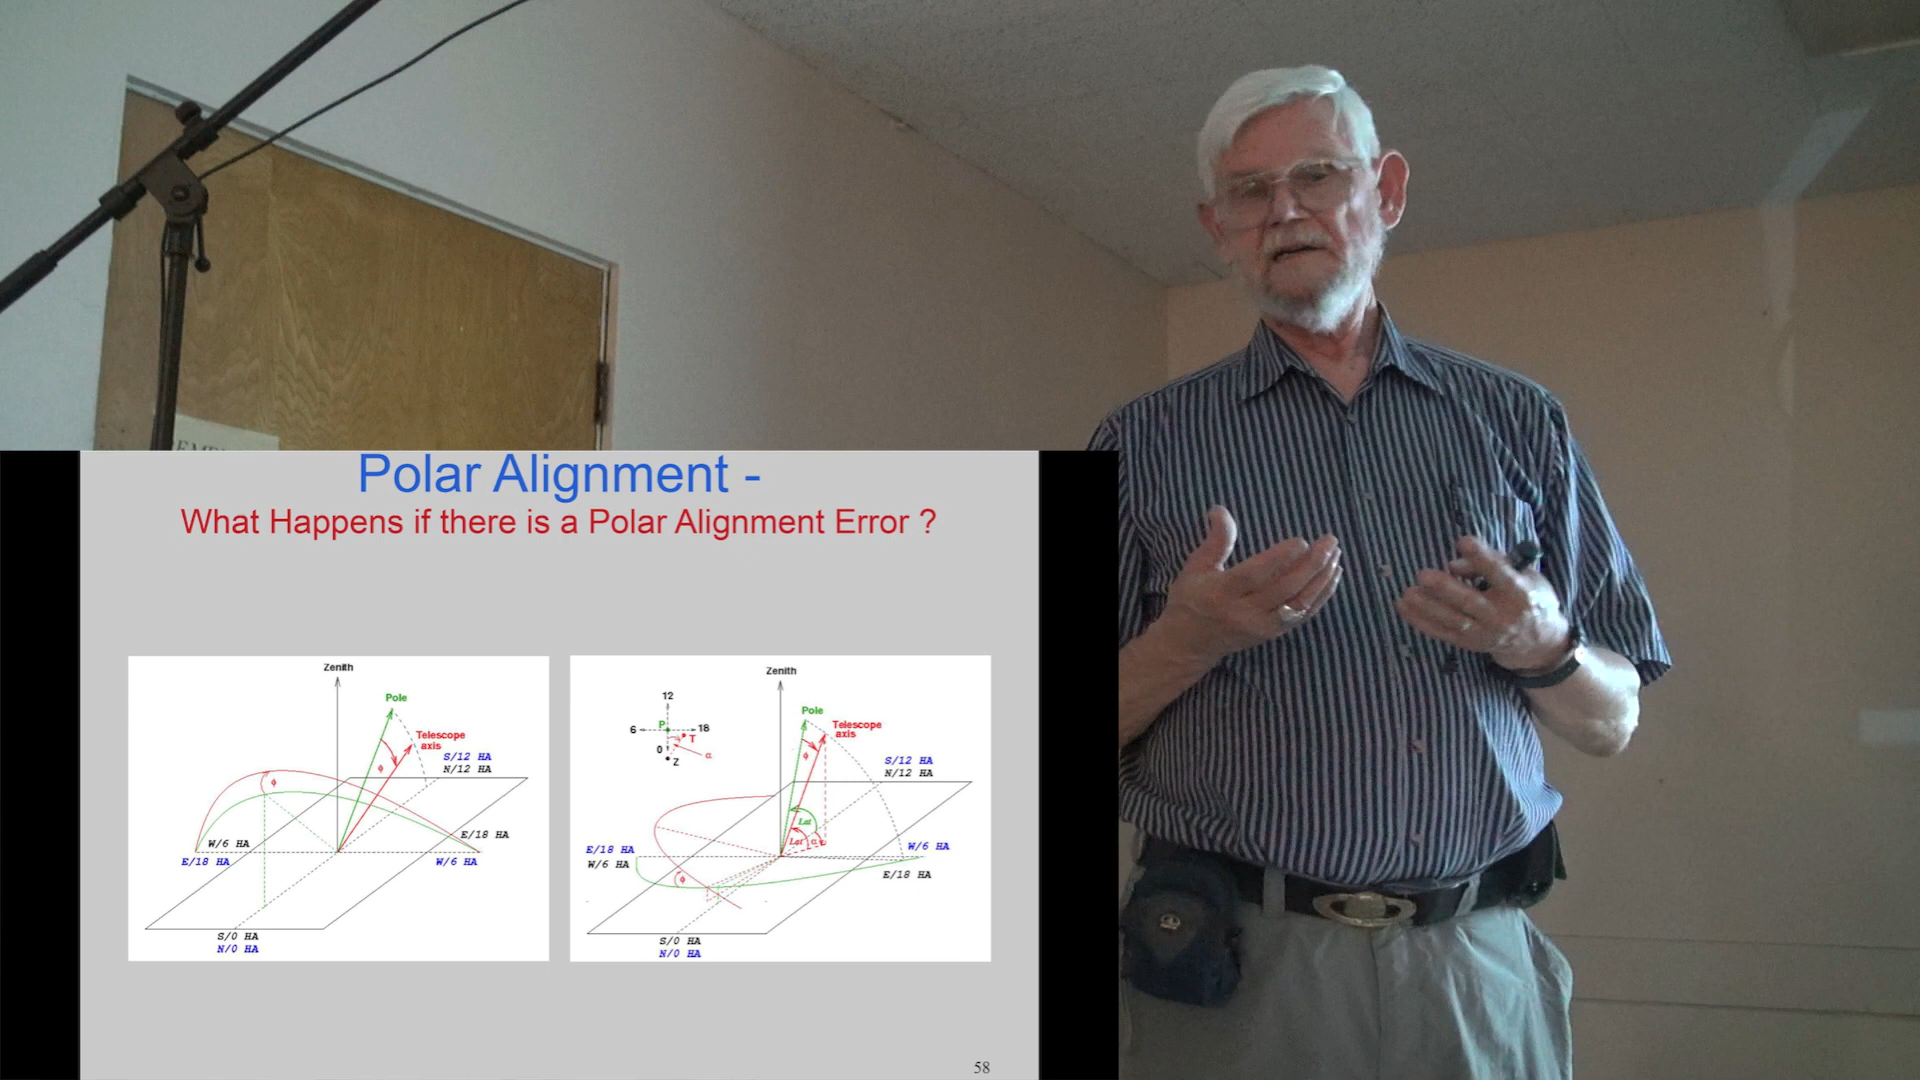 Polar Alignment -
What Happens if there is a Polar Alignment Error ?
Zenith
Pole
Telescope
axis
S/12 HA
N/12 HA
ϕ
ϕ
W/6 HA
E/18 HA
E/18 HA
W/6 HA
S/0 HA
N/0 HA
Zenith
12
Pole
6
P
18
T
0
Z
α
Telescope
axis
ϕ
S/12 HA
N/12 HA
Lat
Lat
α
E/18 HA
W/6 HA
W/6 HA
E/18 HA
ϕ
S/0 HA
N/0 HA
58